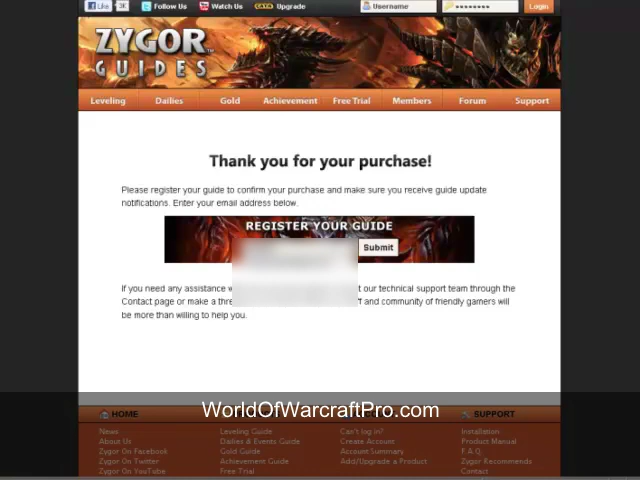 Like 3K Follow Us Watch Us CATA Upgrade Username Login
ZYGOR
GUIDES
Leveling Dailies Gold Achievement Free Trial Members Forum Support
Thank you for your purchase!
Please register your guide to confirm your purchase and make sure you receive guide update
notifications. Enter your email address below.
REGISTER YOUR GUIDE
Submit
If you need any assistance t our technical support team through the
Contact page or make a f and community of friendly gamers will
be more than willing to help you.
HOME SUPPORT
WorldOfWarcraftPro.com
News Leveling Guide Can't log in? Installation
About Us Dailies & Events Guide Create Account Product Manual
Zygor On Facebook Gold Guide Account Summary F.A.Q.
Zygor On Twitter Achievement Guide Add/Upgrade a Product Zygor Recommends
Zygor On YouTube Free Trial Contact